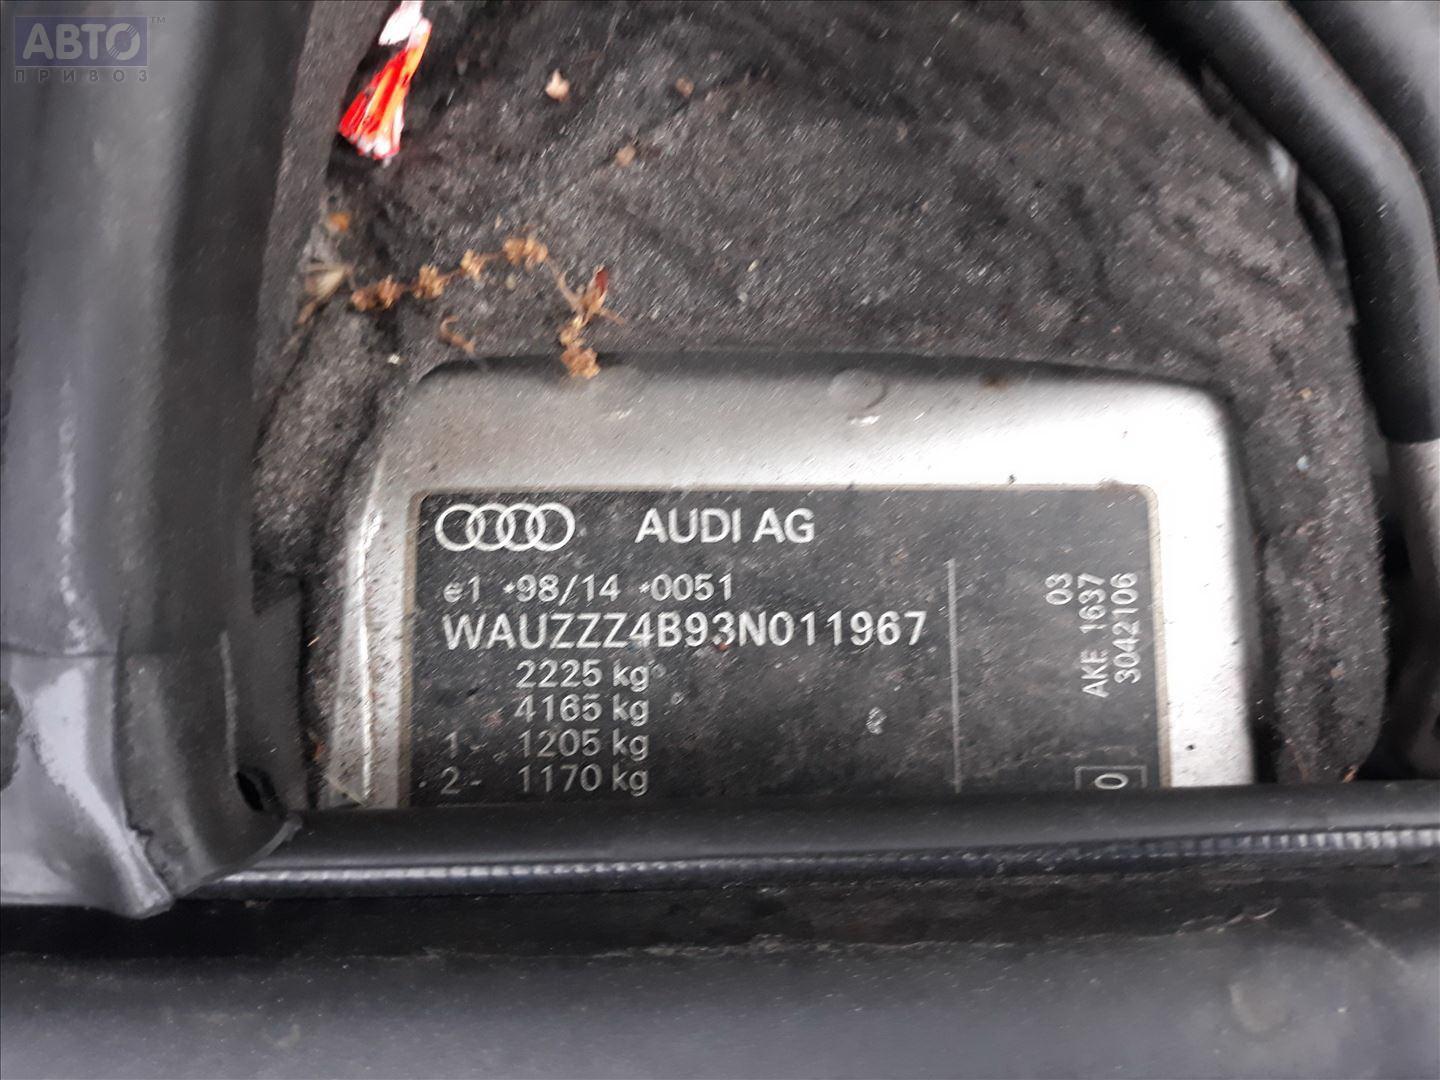 АВТО™
ПРИВОЗ
AUDI AG
e1 *98/14 *0051
WAUZZZ4B93N011967
2225 kg
4165 kg
1- 1205 kg
2- 1170 kg
03
AKE 1637
3042106